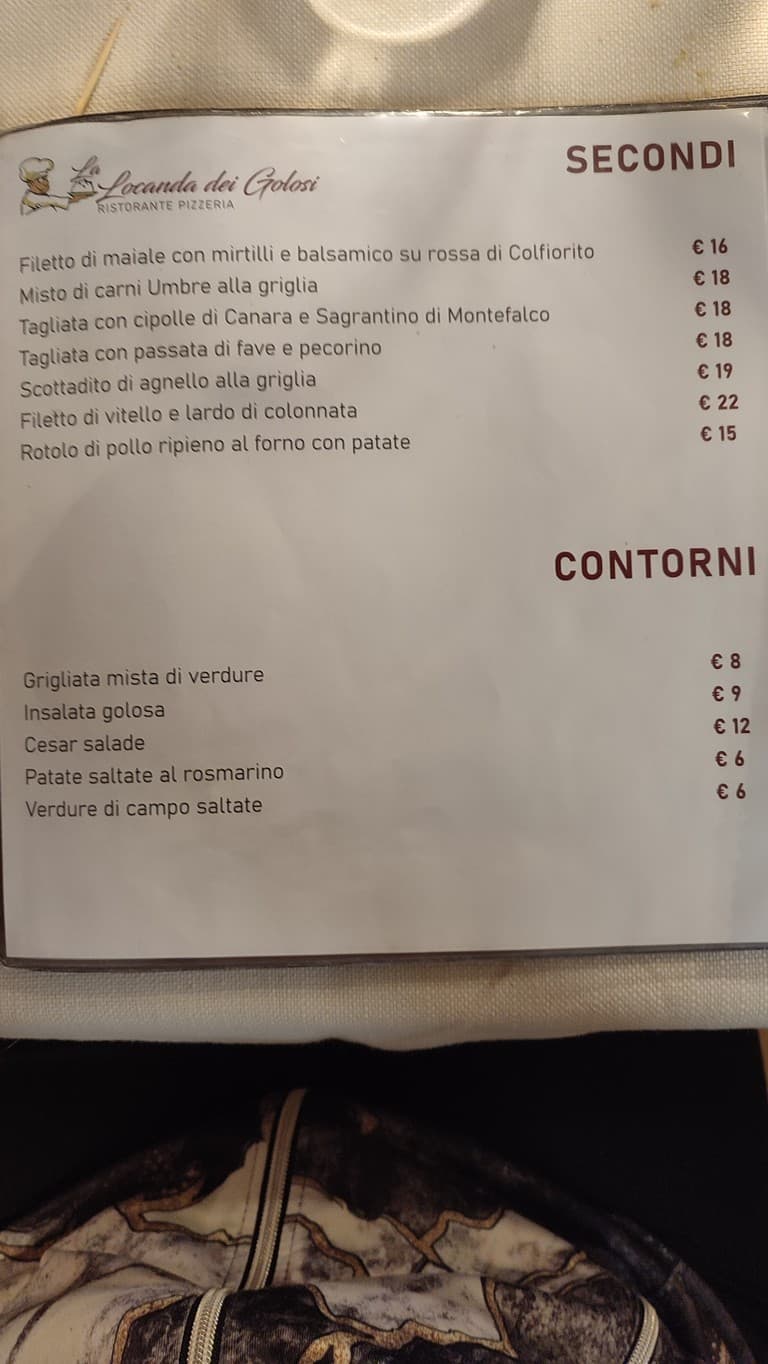 La Locanda dei Golosi
RISTORANTE PIZZERIA
SECONDI
Filetto di maiale con mirtilli e balsamico su rossa di Colfiorito € 16
Misto di carni Umbre alla griglia € 18
Tagliata con cipolle di Canara e Sagrantino di Montefalco € 18
Tagliata con passata di fave e pecorino € 18
Scottadito di agnello alla griglia € 19
Filetto di vitello e lardo di colonnata € 22
Rotolo di pollo ripieno al forno con patate € 15
CONTORNI
Grigliata mista di verdure € 8
Insalata golosa € 9
Cesar salade € 12
Patate saltate al rosmarino € 6
Verdure di campo saltate € 6